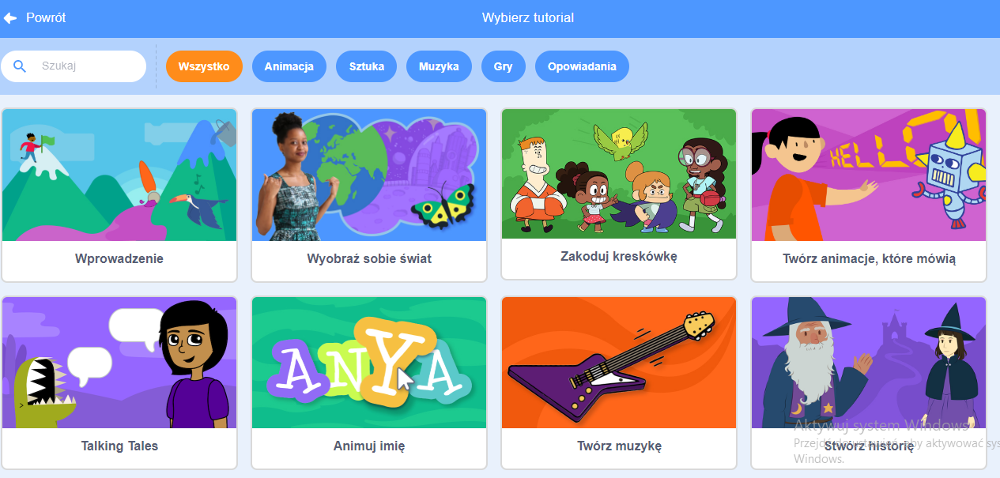 Powrót
Wybierz tutorial
Szukaj
Wszystko
Animacja
Sztuka
Muzyka
Gry
Opowiadania
HELLO
Wprowadzenie
Wyobraź sobie świat
Zakoduj kreskówkę
Twórz animacje, które mówią
ANYA
Talking Tales
Animuj imię
Twórz muzykę
Stwórz historię
Aktywuj system Windows
Przejdź do ustawień, aby aktywować sys
Windows.